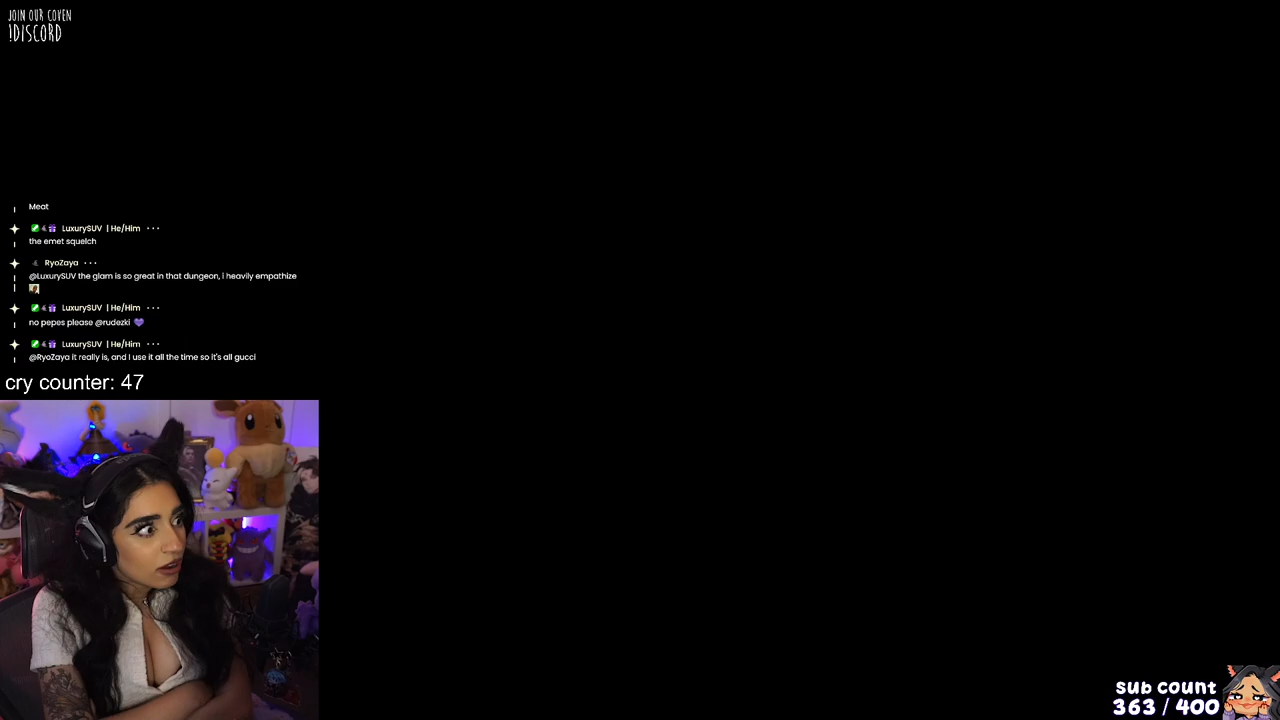 JOIN OUR COVEN
!DISCORD
Meat
LuxurySUV | He/Him
the emet squelch
RyoZaya
@LuxurySUV the glam is so great in that dungeon, i heavily empathize
LuxurySUV | He/Him
no pepes please @rudezki
LuxurySUV | He/Him
@RyoZaya it really is, and I use it all the time so it's all gucci
cry counter: 47
sub count
363 / 400